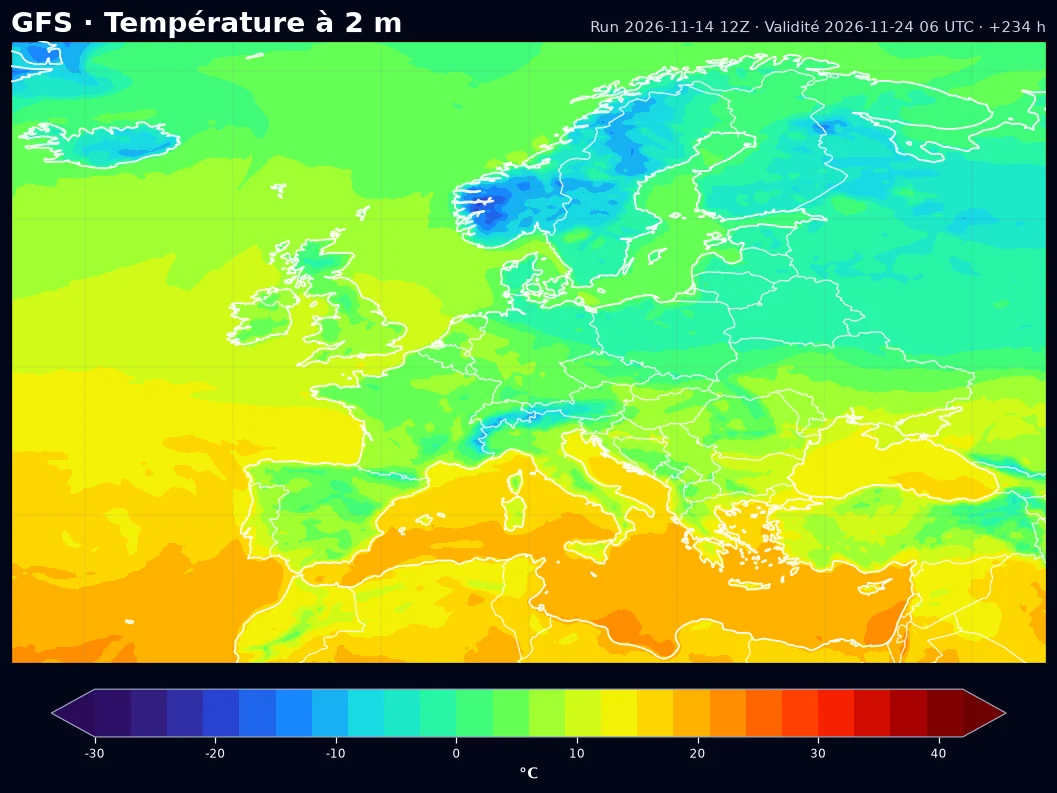 GFS · Température à 2 m
Run 2026-11-14 12Z · Validité 2026-11-24 06 UTC · +234 h
-30 -20 -10 0 10 20 30 40
°C